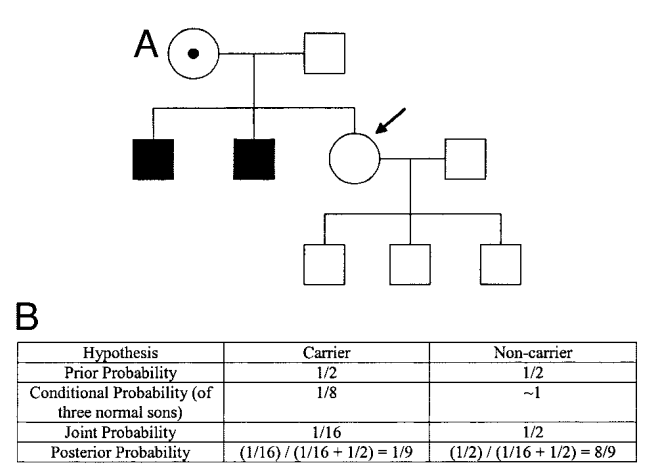 A
B
Hypothesis Carrier Non-carrier
Prior Probability 1/2 1/2
Conditional Probability (of 1/8 ~1
three normal sons)
Joint Probability 1/16 1/2
Posterior Probability (1/16) / (1/16 + 1/2) = 1/9 (1/2) / (1/16 + 1/2) = 8/9